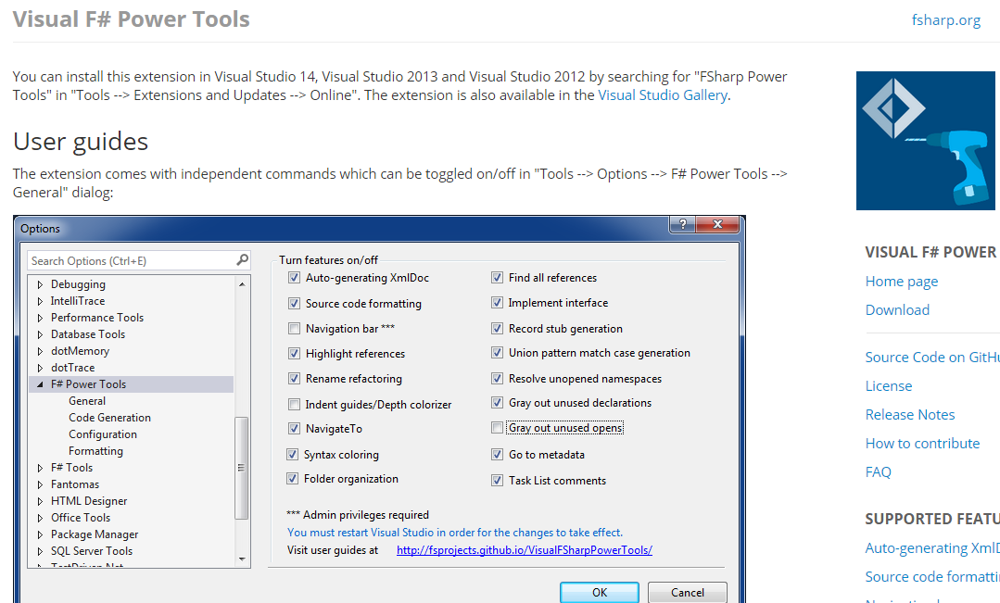 Visual F# Power Tools
fsharp.org
You can install this extension in Visual Studio 14, Visual Studio 2013 and Visual Studio 2012 by searching for "FSharp Power
Tools" in "Tools --> Extensions and Updates --> Online". The extension is also available in the Visual Studio Gallery.
User guides
The extension comes with independent commands which can be toggled on/off in "Tools --> Options --> F# Power Tools -->
General" dialog:
Options
?
Search Options (Ctrl+E)
Debugging
IntelliTrace
Performance Tools
Database Tools
dotMemory
dotTrace
F# Power Tools
General
Code Generation
Configuration
Formatting
F# Tools
Fantomas
HTML Designer
Office Tools
Package Manager
SQL Server Tools
Turn features on/off
Auto-generating XmlDoc
Source code formatting
Navigation bar ***
Highlight references
Rename refactoring
Indent guides/Depth colorizer
NavigateTo
Syntax coloring
Folder organization
Find all references
Implement interface
Record stub generation
Union pattern match case generation
Resolve unopened namespaces
Gray out unused declarations
Gray out unused opens
Go to metadata
Task List comments
*** Admin privileges required
You must restart Visual Studio in order for the changes to take effect.
Visit user guides at http://fsprojects.github.io/VisualFSharpPowerTools/
OK
Cancel
VISUAL F# POWER
Home page
Download
Source Code on GitHu
License
Release Notes
How to contribute
FAQ
SUPPORTED FEATU
Auto-generating XmlD
Source code formatti